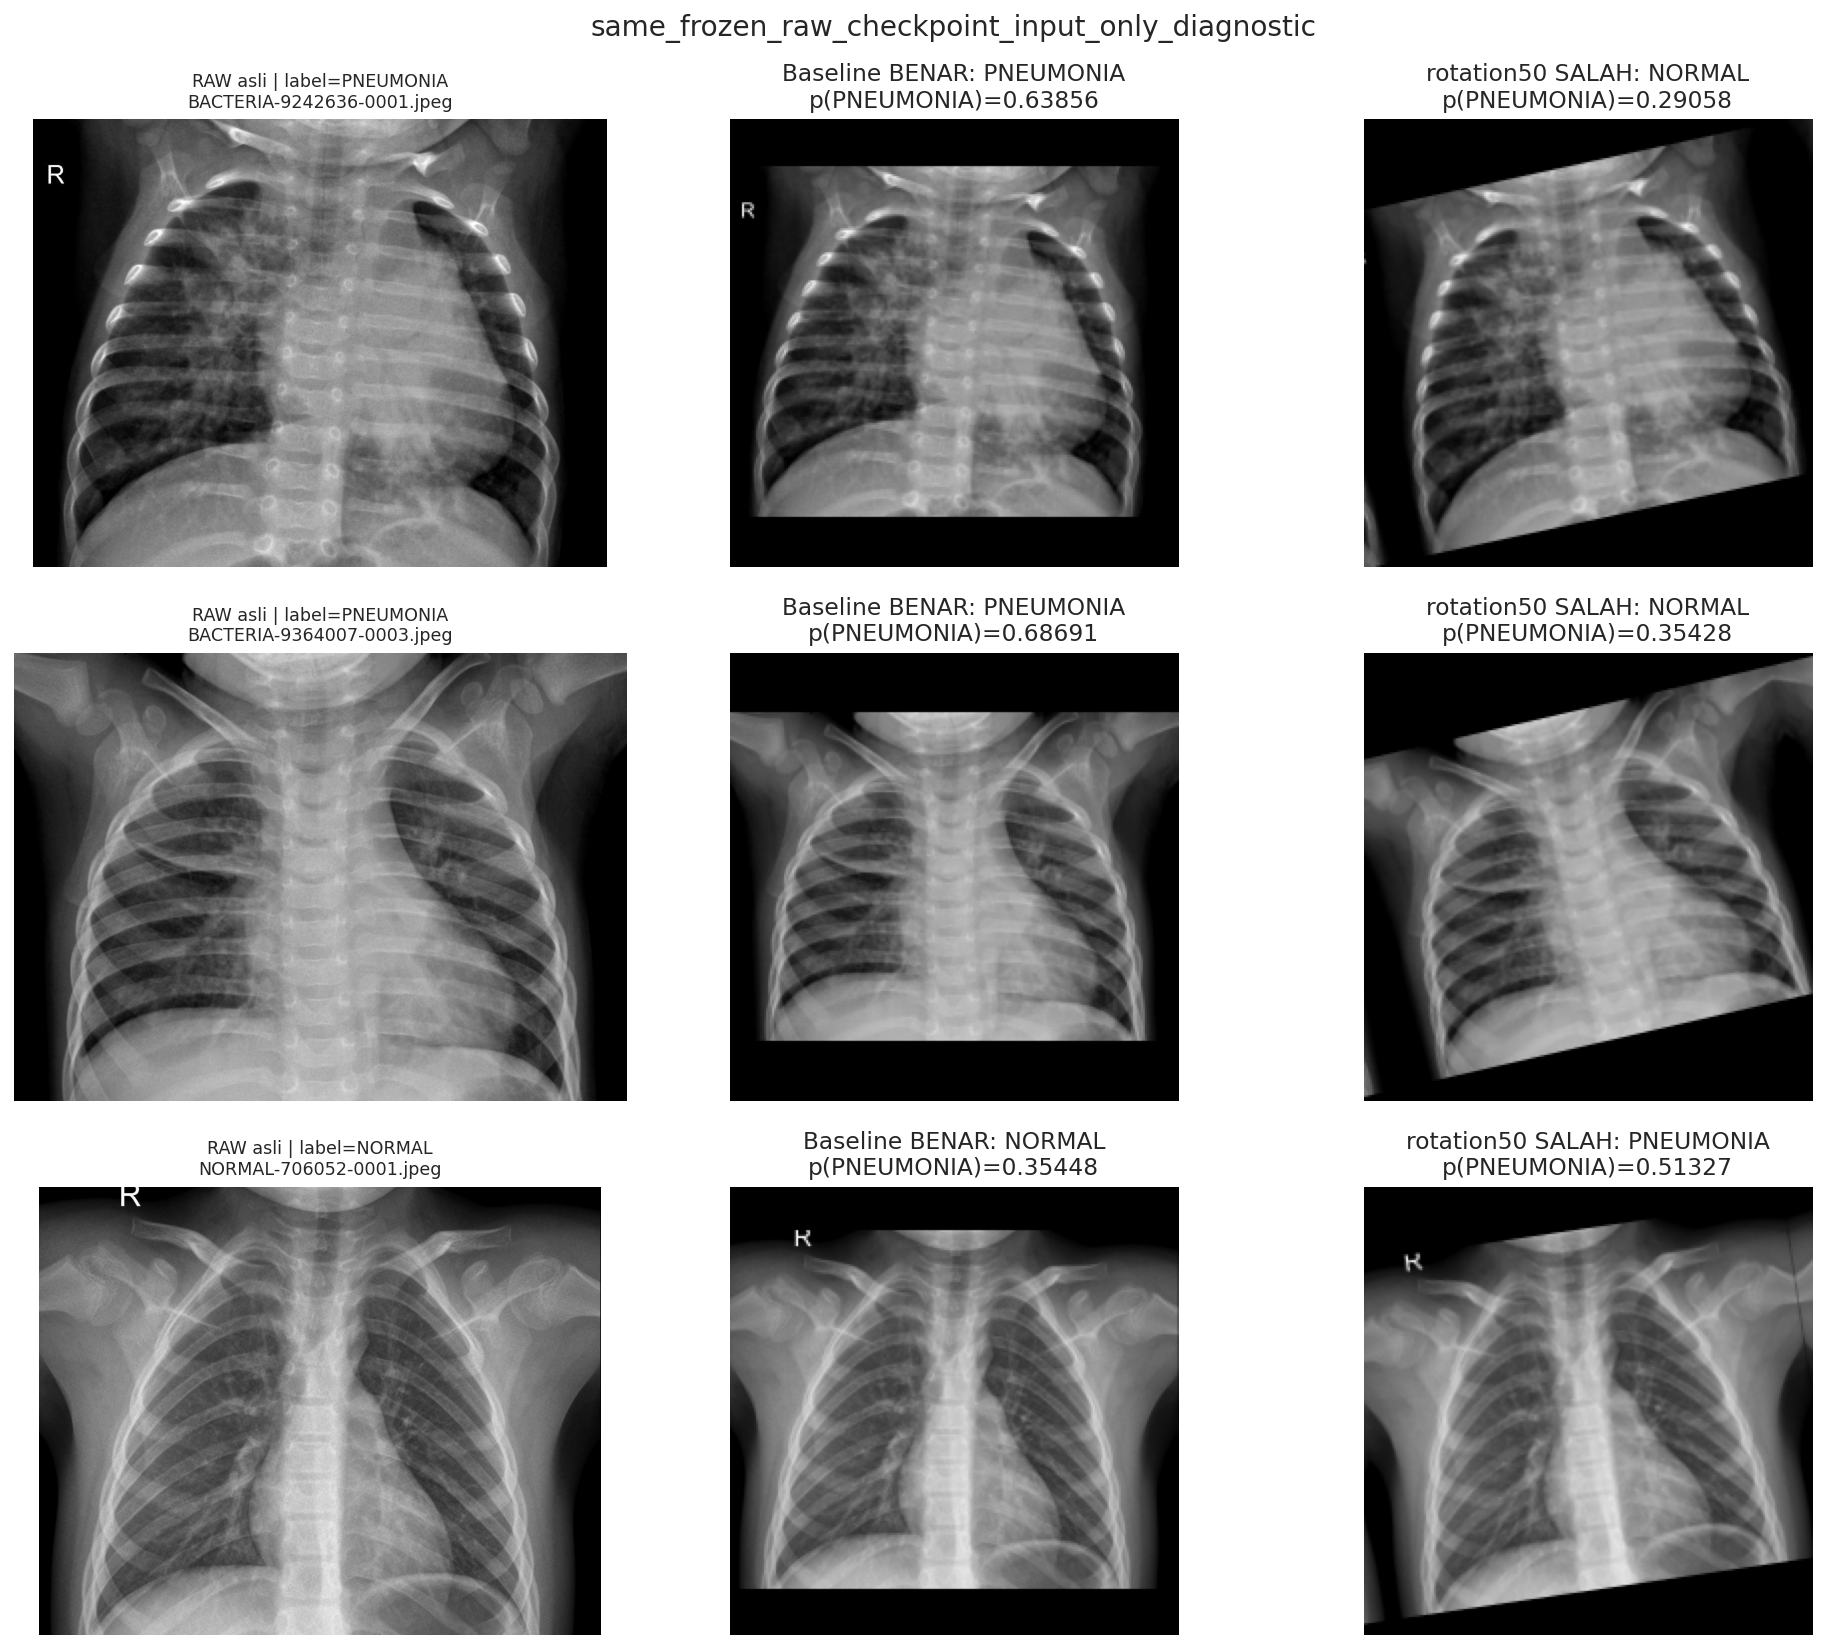 same_frozen_raw_checkpoint_input_only_diagnostic
RAW asli | label=PNEUMONIA
BACTERIA-9242636-0001.jpeg
Baseline BENAR: PNEUMONIA
p(PNEUMONIA)=0.63856
rotation50 SALAH: NORMAL
p(PNEUMONIA)=0.29058
R
R
RAW asli | label=PNEUMONIA
BACTERIA-9364007-0003.jpeg
Baseline BENAR: PNEUMONIA
p(PNEUMONIA)=0.68691
rotation50 SALAH: NORMAL
p(PNEUMONIA)=0.35428
RAW asli | label=NORMAL
NORMAL-706052-0001.jpeg
Baseline BENAR: NORMAL
p(PNEUMONIA)=0.35448
rotation50 SALAH: PNEUMONIA
p(PNEUMONIA)=0.51327
R
R
R